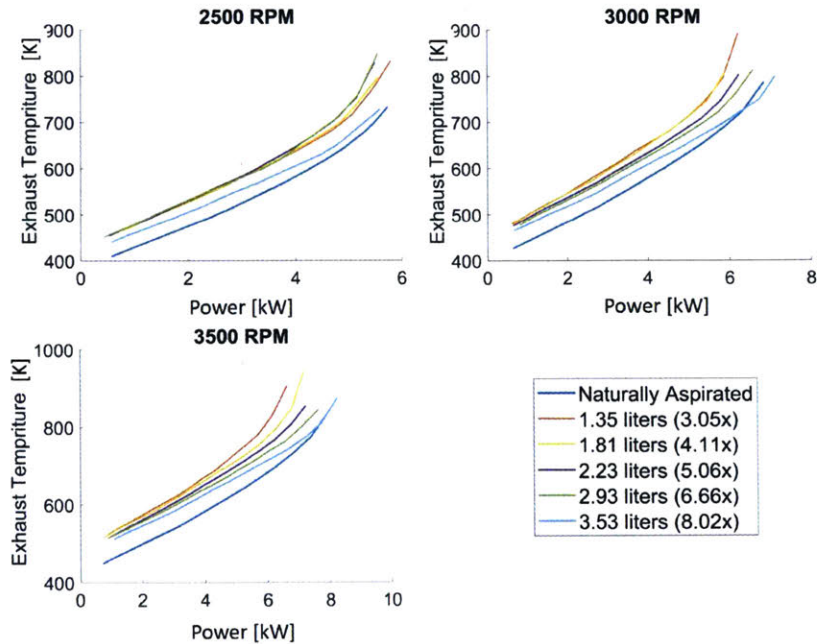 2500 RPM
Exhaust Tempriture [K]
900
800
700
600
500
400
0 2 4 6
Power [kW]
3000 RPM
Exhaust Tempriture [K]
900
800
700
600
500
400
0 2 4 6 8
Power [kW]
3500 RPM
Exhaust Tempriture [K]
1000
800
600
400
0 2 4 6 8 10
Power [kW]
Naturally Aspirated
1.35 liters (3.05x)
1.81 liters (4.11x)
2.23 liters (5.06x)
2.93 liters (6.66x)
3.53 liters (8.02x)